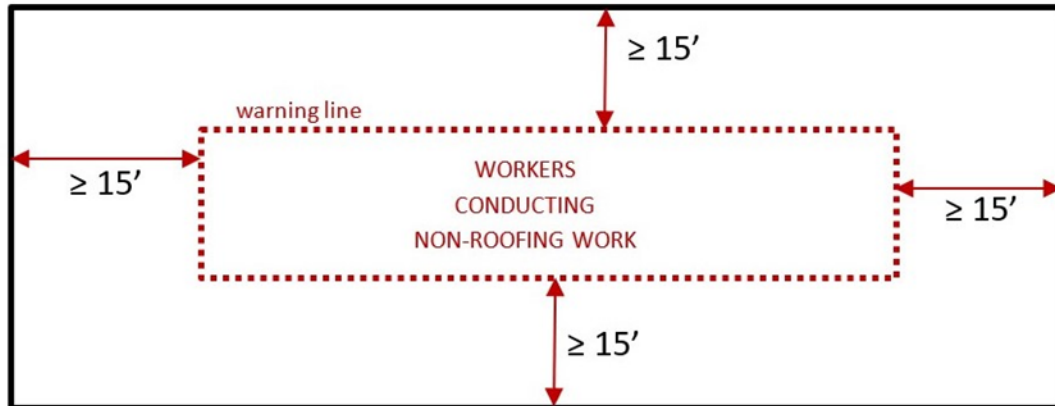 ≥ 15’
warning line
≥ 15’
WORKERS
CONDUCTING
NON-ROOFING WORK
≥ 15’
≥ 15’